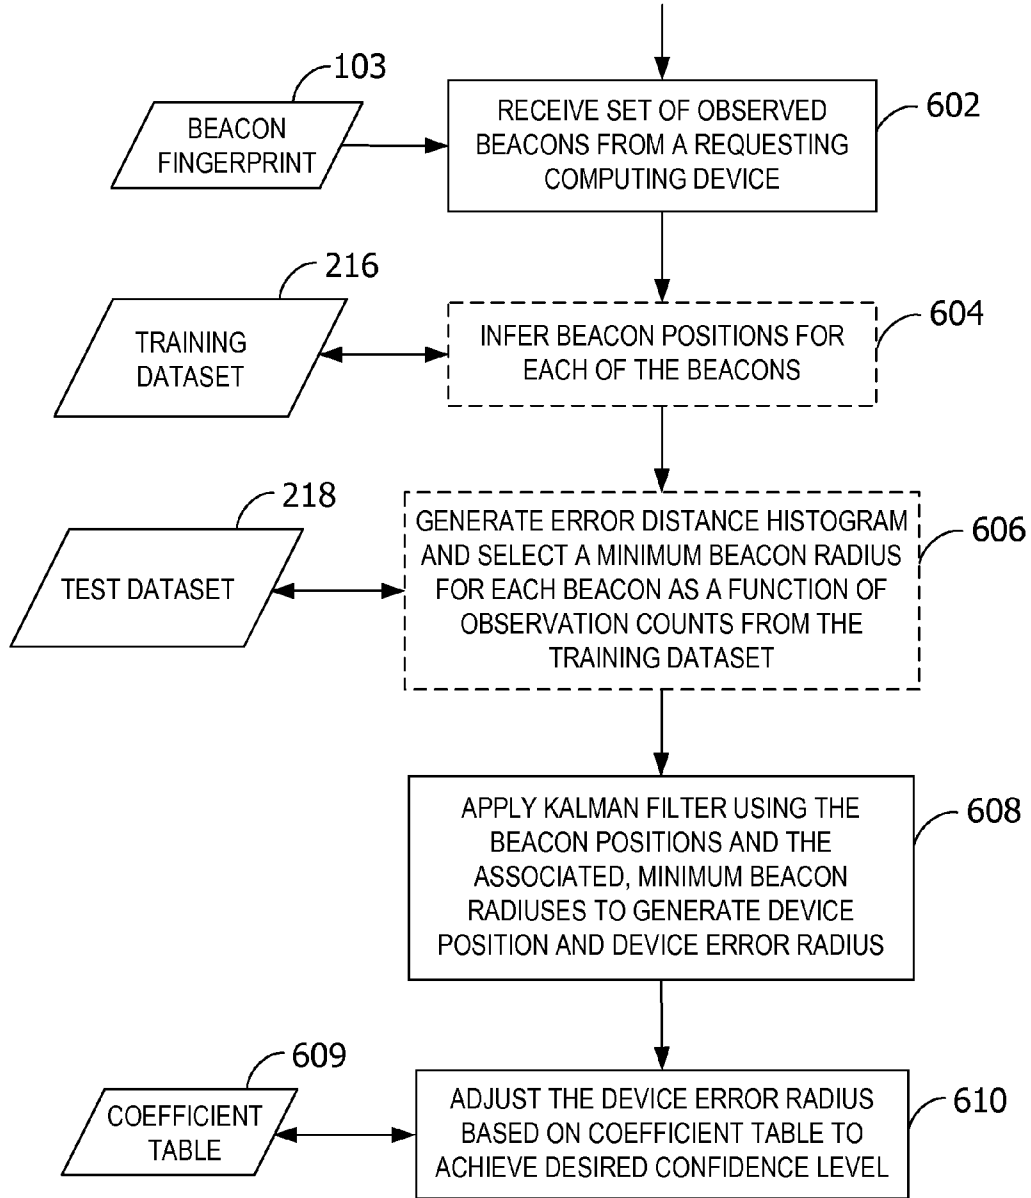 103
BEACON
FINGERPRINT
RECEIVE SET OF OBSERVED
BEACONS FROM A REQUESTING
COMPUTING DEVICE
602
216
TRAINING
DATASET
INFER BEACON POSITIONS FOR
EACH OF THE BEACONS
604
218
TEST DATASET
GENERATE ERROR DISTANCE HISTOGRAM
AND SELECT A MINIMUM BEACON RADIUS
FOR EACH BEACON AS A FUNCTION OF
OBSERVATION COUNTS FROM THE
TRAINING DATASET
606
APPLY KALMAN FILTER USING THE
BEACON POSITIONS AND THE
ASSOCIATED, MINIMUM BEACON
RADIUSES TO GENERATE DEVICE
POSITION AND DEVICE ERROR RADIUS
608
609
COEFFICIENT
TABLE
ADJUST THE DEVICE ERROR RADIUS
BASED ON COEFFICIENT TABLE TO
ACHIEVE DESIRED CONFIDENCE LEVEL
610